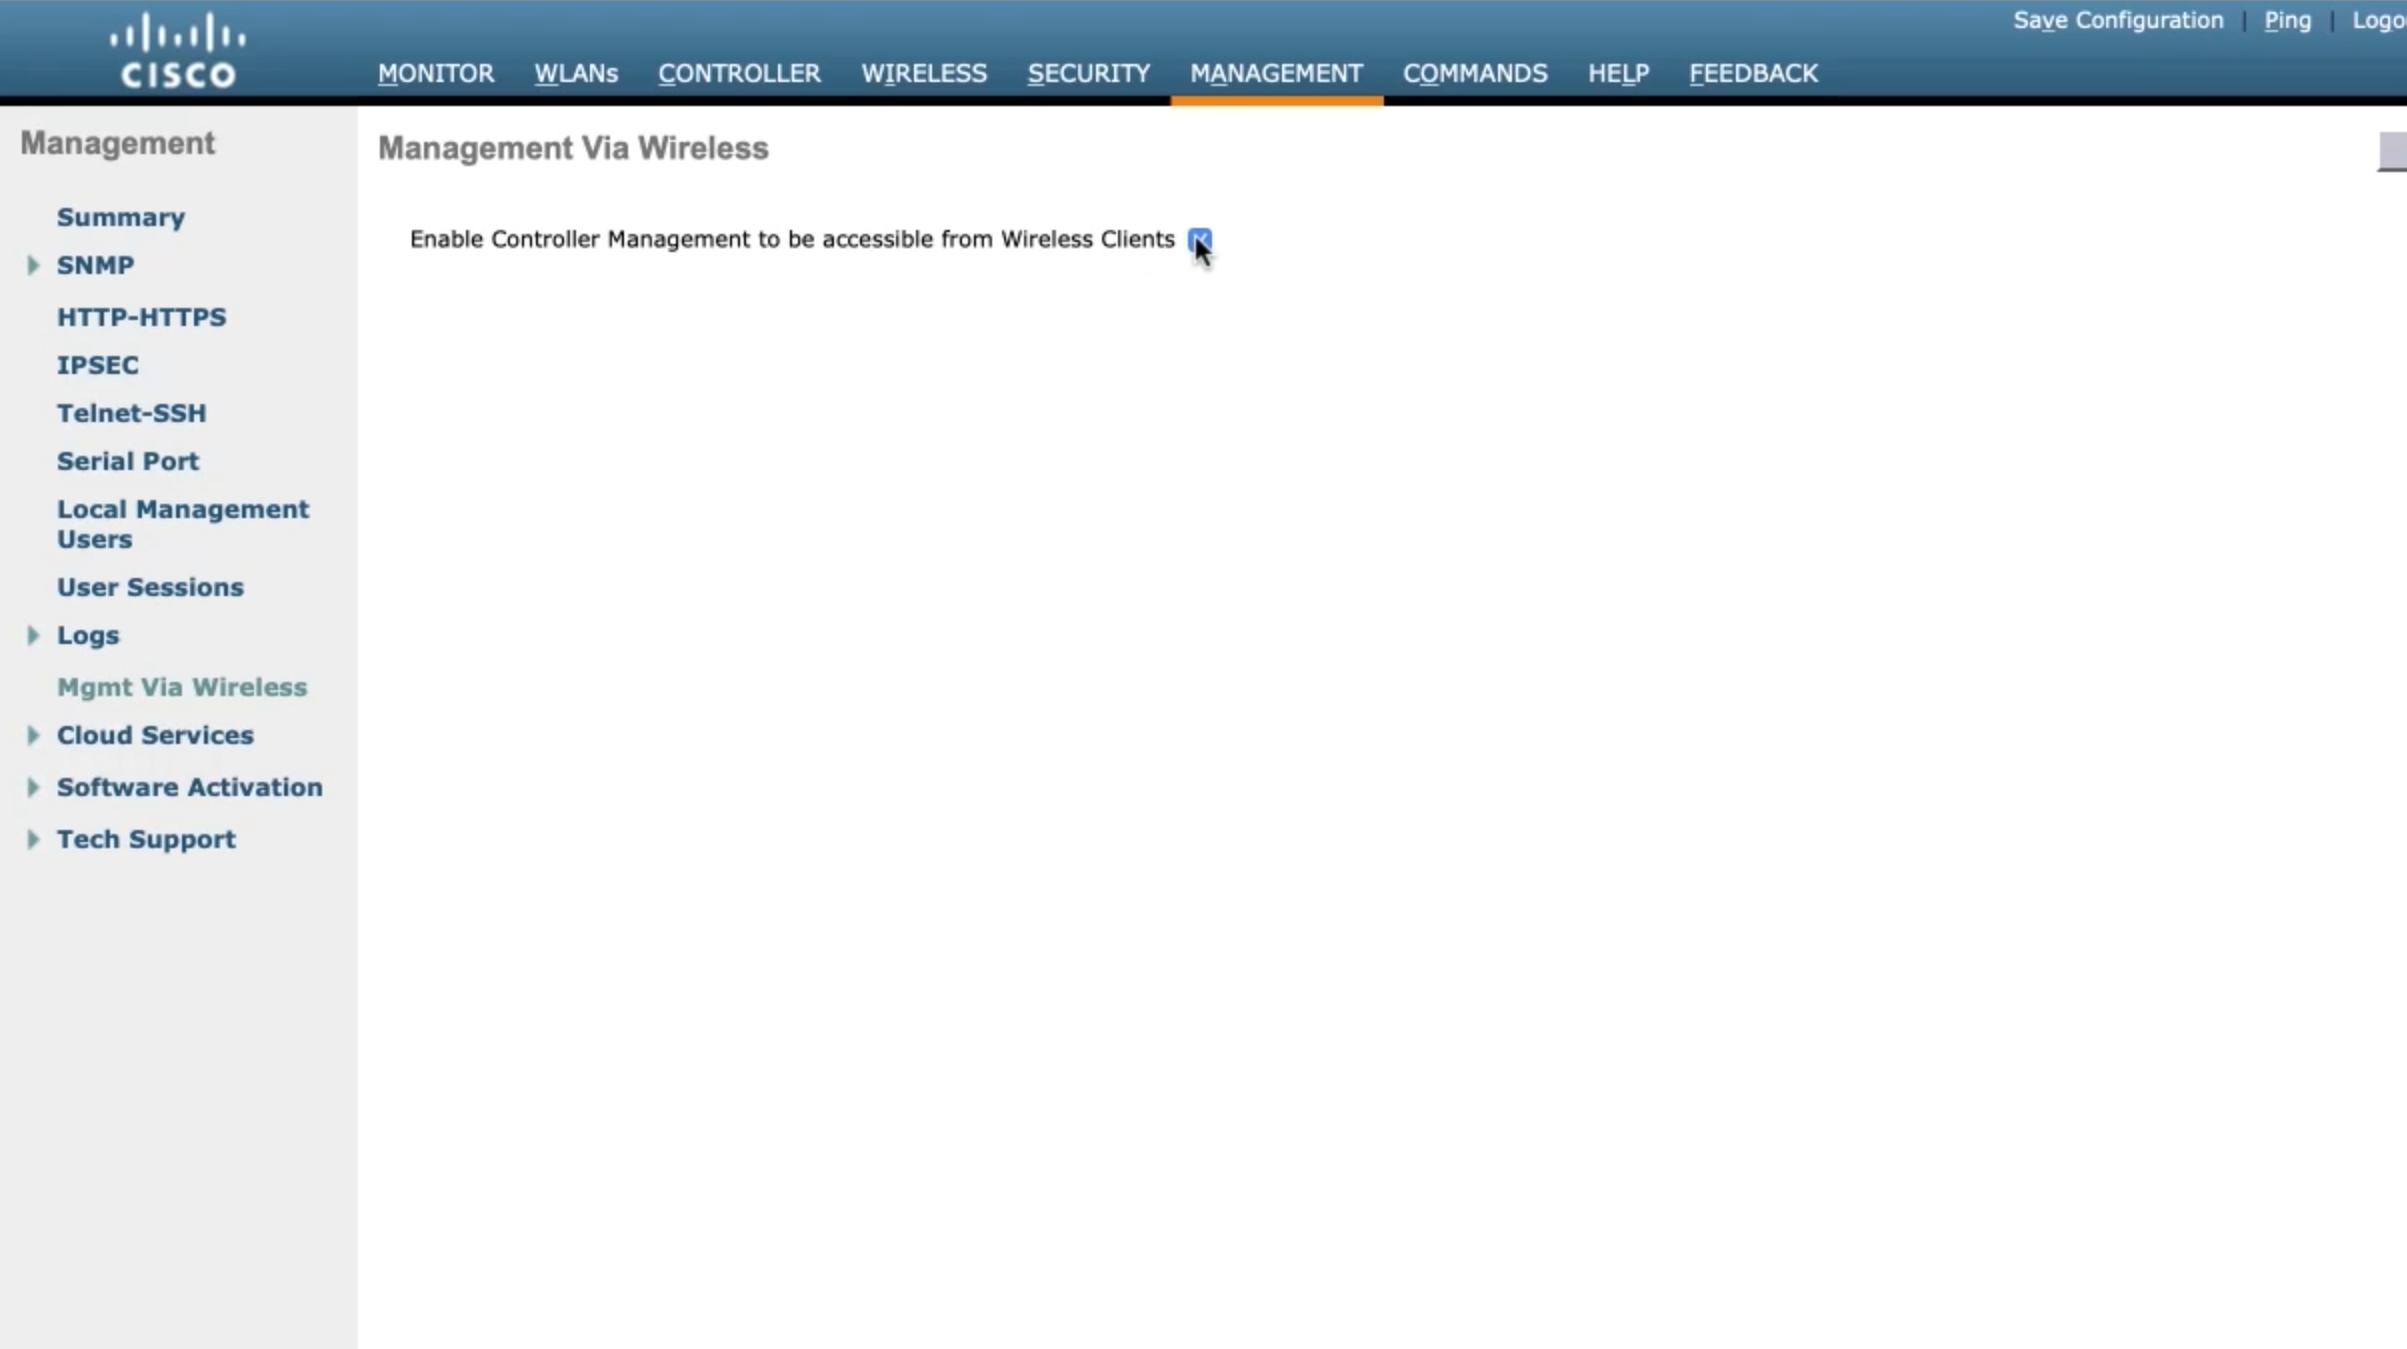 Save Configuration | Ping | Logo
CISCO
MONITOR WLANs CONTROLLER WIRELESS SECURITY MANAGEMENT COMMANDS HELP FEEDBACK
Management
Summary
SNMP
HTTP-HTTPS
IPSEC
Telnet-SSH
Serial Port
Local Management
Users
User Sessions
Logs
Mgmt Via Wireless
Cloud Services
Software Activation
Tech Support
Management Via Wireless
Enable Controller Management to be accessible from Wireless Clients